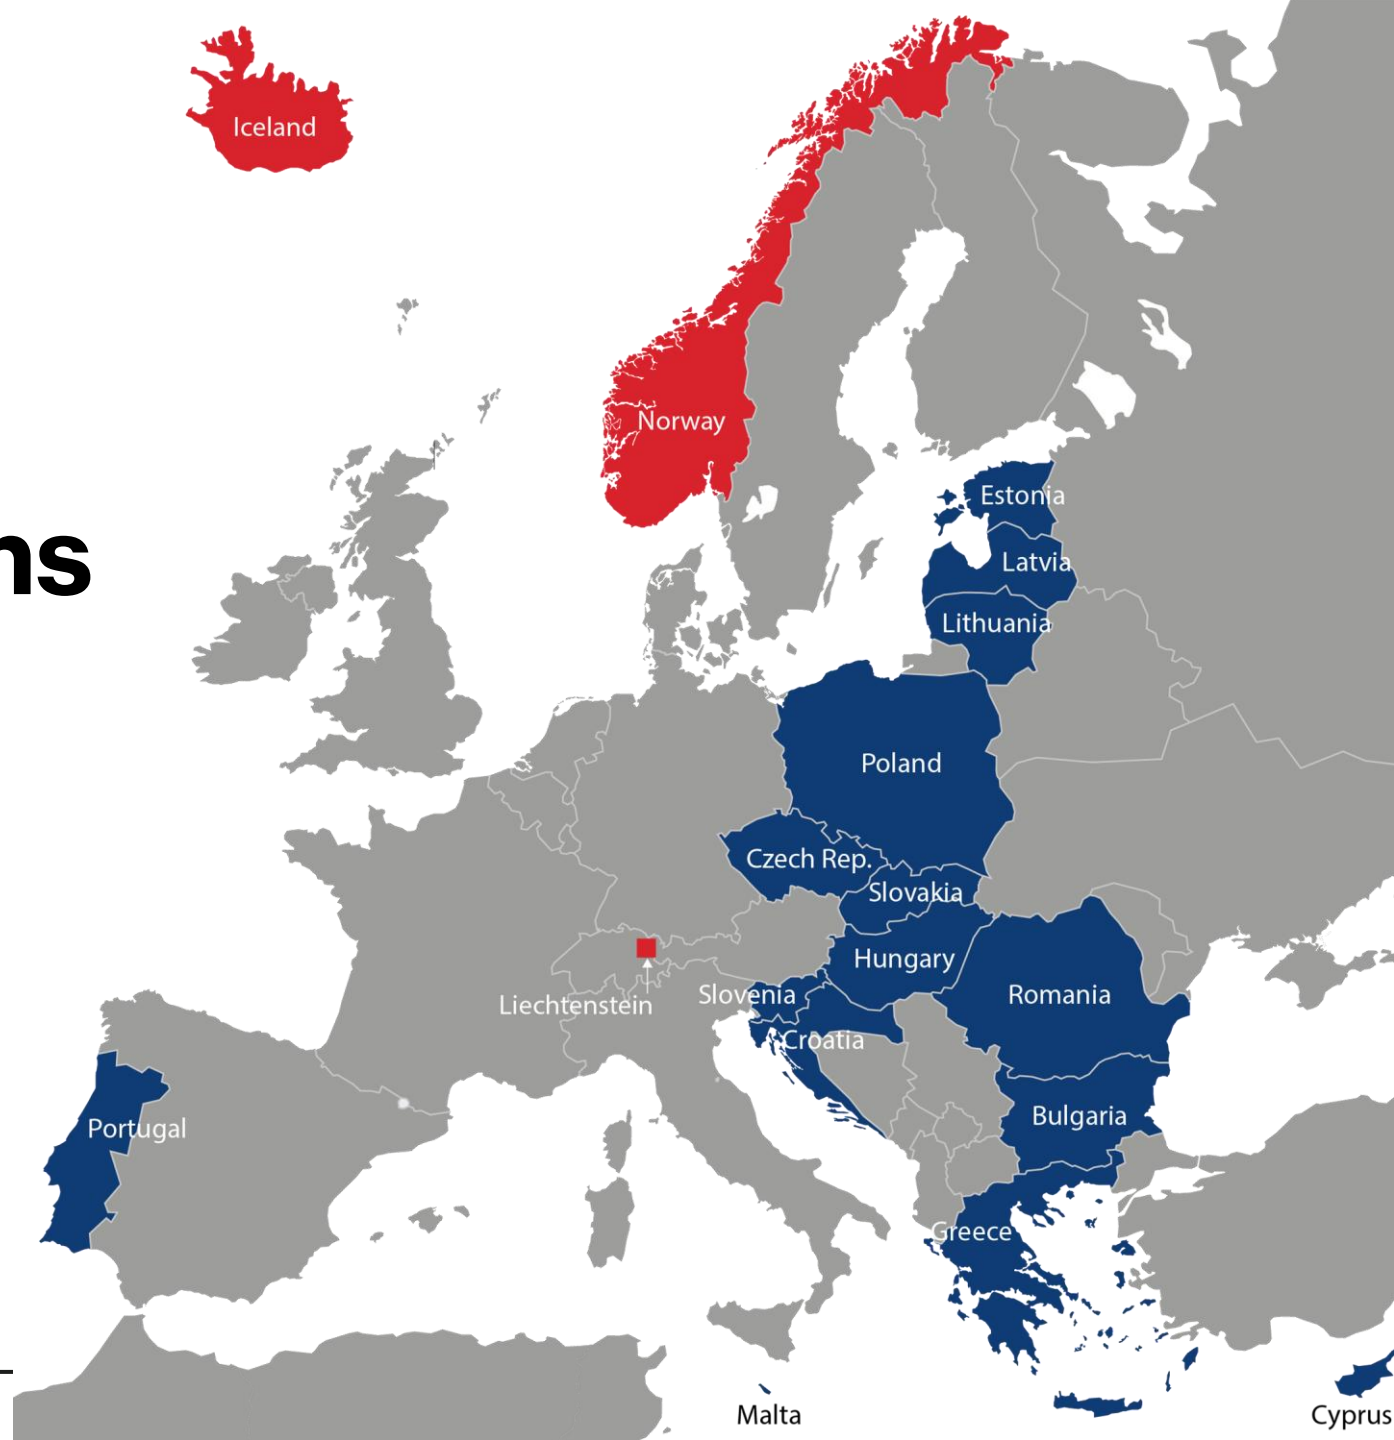 Iceland
Norway
Estonia
ns
Latvia
Lithuania
Poland
Czech Rep.
Slovakia
Hungary
Liechtenstein
Slovenia
Romania
Croatia
Portugal
Bulgaria
Greece
Malta
Cyprus